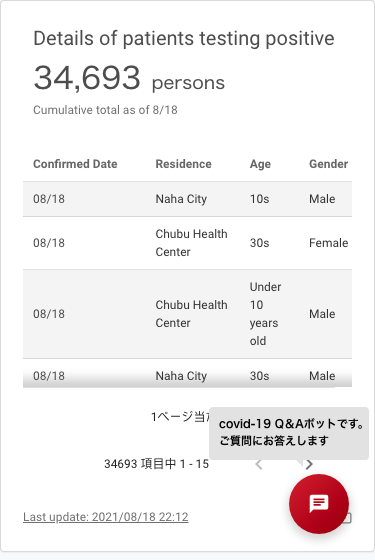 Details of patients testing positive
34,693 persons
Cumulative total as of 8/18
Confirmed Date Residence Age Gender
08/18 Naha City 10s Male
08/18 Chubu Health Center 30s Female
08/18 Chubu Health Center Under 10 years old Male
08/18 Naha City 30s Male
1ページ当
covid-19 Q&Aボットです。
ご質問にお答えします
34693 項目中 1 - 15
Last update: 2021/08/18 22:12